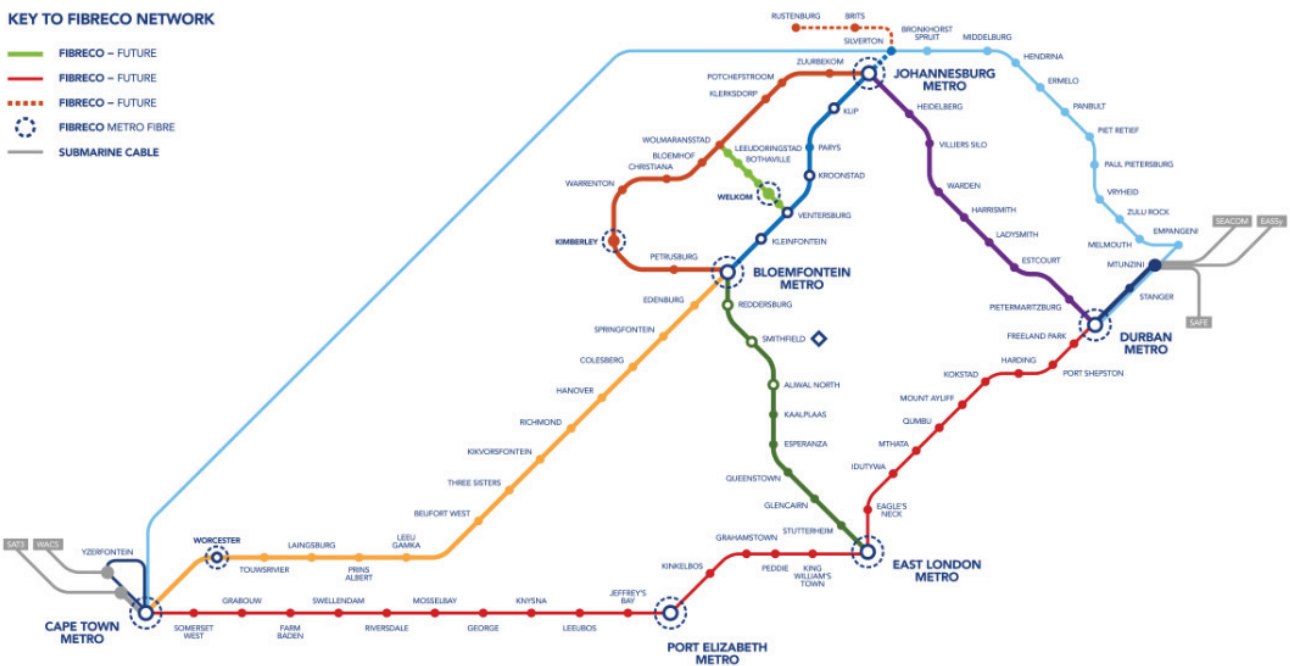 KEY TO FIBRECO NETWORK
FIBRECO – FUTURE
FIBRECO – FUTURE
FIBRECO – FUTURE
FIBRECO METRO FIBRE
SUBMARINE CABLE
RUSTENBURG
BRITS
SILVERTON
BRONKHORST
SPRUIT
MIDDELBURG
HENDRINA
ERMELO
PANBULT
PIET RETIEF
PAUL PIETERSBURG
VRYHEID
ZULU ROCK
MELMOUTH
EMPANGENI
SEACOM
EASSy
MTUNZINI
STANGER
SAFE
JOHANNESBURG
METRO
ZUURBEKOM
POTCHEFSTROOM
KLERKSDORP
WOLMARANSSTAD
BLOEMHOF
CHRISTIANA
WARRENTON
KIMBERLEY
PETRUSBURG
LEEUDORINGSTAD
BOTHAVILLE
WELKOM
KLIP
PARYS
KROONSTAD
VENTERSBURG
KLEINFONTEIN
BLOEMFONTEIN
METRO
HEIDELBERG
VILLIERS SILO
WARDEN
HARRISMITH
LADYSMITH
ESTCOURT
PIETERMARITZBURG
DURBAN
METRO
FREELAND PARK
PORT SHEPSTON
HARDING
KOKSTAD
MOUNT AYLIFF
QUMBU
MTHATA
IDUTYWA
EAGLE'S
NECK
REDDERSBURG
SMITHFIELD
ALIWAL NORTH
KAALPLAAS
ESPERANZA
QUEENSTOWN
GLENCAIRN
STUTTERHEIM
EAST LONDON
METRO
EDENBURG
SPRINGFONTEIN
COLESBERG
HANOVER
RICHMOND
KIKVORSFONTEIN
THREE SISTERS
BEUFORT WEST
LEEU
GAMKA
PRINS
ALBERT
LAINGSBURG
TOUWSRIVIER
WORCESTER
SAT3
WACS
YZERFONTEIN
CAPE TOWN
METRO
SOMERSET
WEST
GRABOUW
FARM
BADEN
SWELLENDAM
RIVERSDALE
MOSSELBAY
GEORGE
KNYSNA
LEEUBOS
JEFFREY'S
BAY
PORT ELIZABETH
METRO
KINKELBOS
GRAHAMSTOWN
PEDDIE
KING
WILLIAM'S
TOWN